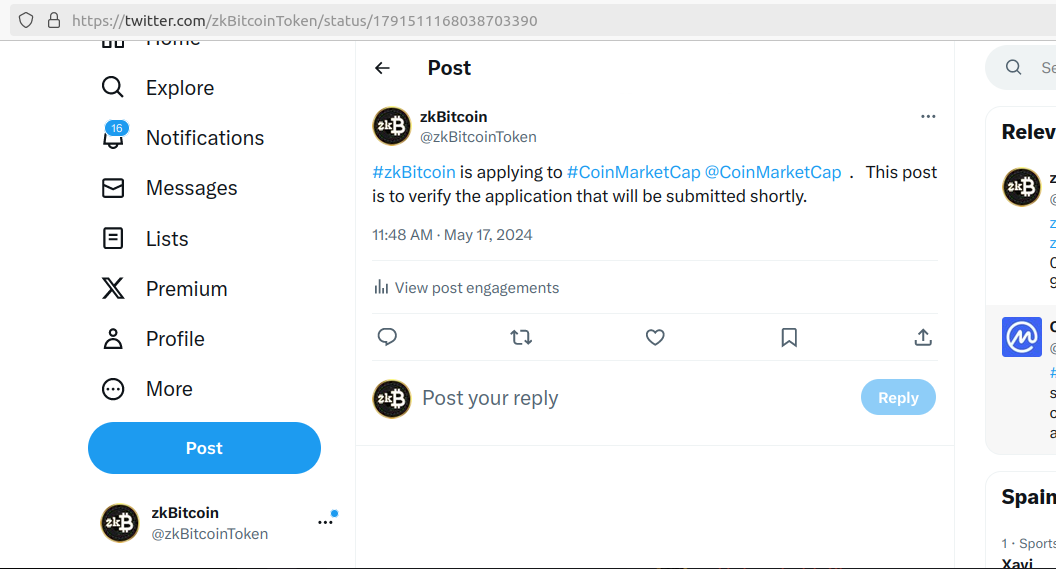 https://twitter.com/zkBitcoinToken/status/1791511168038703390
Home
Explore
16
Notifications
Messages
Lists
Premium
Profile
More
Post
zkBitcoin
@zkBitcoinToken
Post
zkB
zkBitcoin
@zkBitcoinToken
#zkBitcoin is applying to #CoinMarketCap @CoinMarketCap . This post
is to verify the application that will be submitted shortly.
11:48 AM · May 17, 2024
View post engagements
zkB
Post your reply
Reply
Se
Relev
zkB
z
@
z
z
0
9
C
@
#
s
c
a
Spain
1 · Sports
Xavi